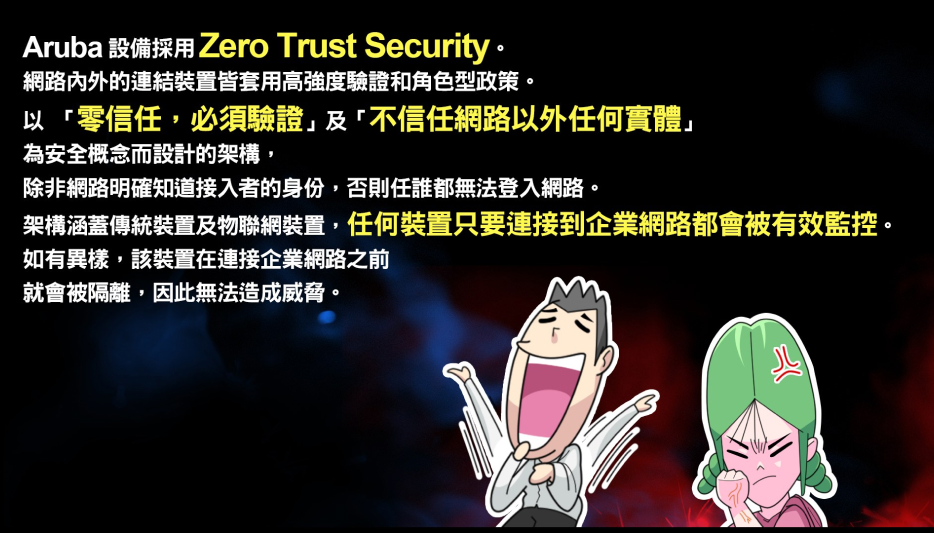 Aruba 設備採用 Zero Trust Security。
網路內外的連結裝置皆套用高強度驗證和角色型政策。
以 「零信任，必須驗證」及「不信任網路以外任何實體」
為安全概念而設計的架構，
除非網路明確知道接入者的身份，否則任誰都無法登入網路。
架構涵蓋傳統裝置及物聯網裝置，任何裝置只要連接到企業網路都會被有效監控。
如有異樣，該裝置在連接企業網路之前
就會被隔離，因此無法造成威脅。